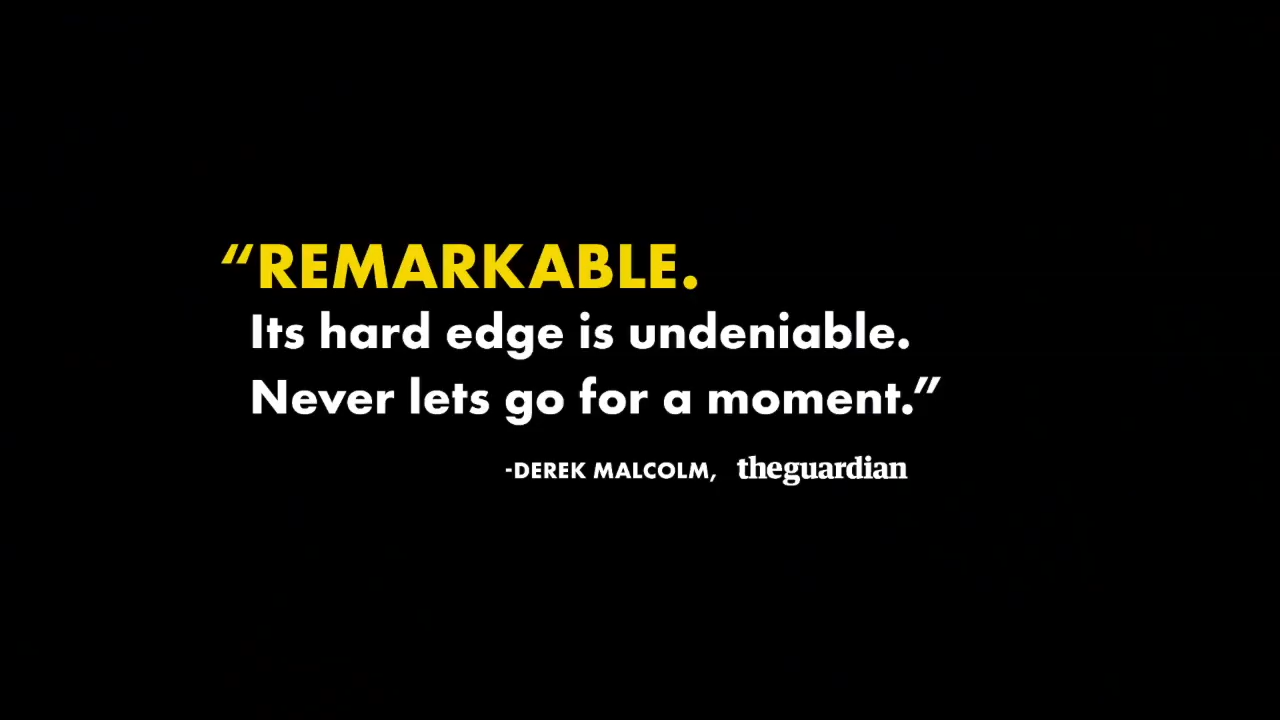 “REMARKABLE.
Its hard edge is undeniable.
Never lets go for a moment.”
-DEREK MALCOLM, theguardian